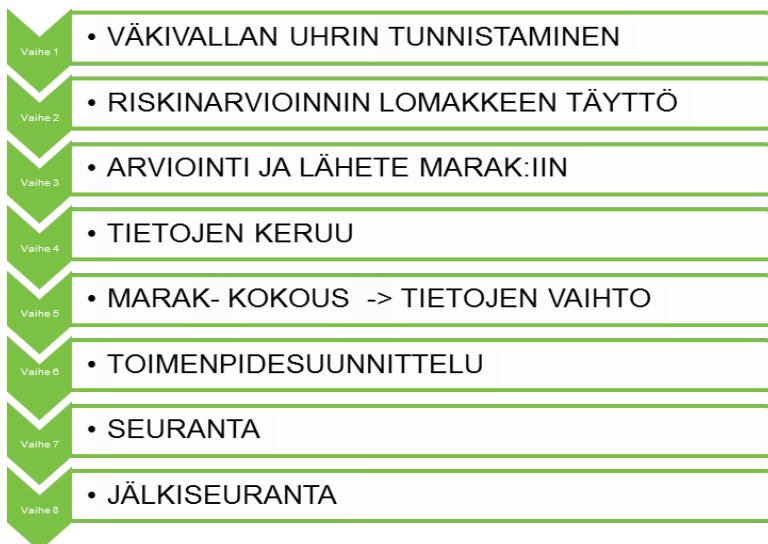 Vaihe 1
• VÄKIVALLAN UHRIN TUNNISTAMINEN
Vaihe 2
• RISKINARVIOINNIN LOMAKKEEN TÄYTTÖ
Vaihe 3
• ARVIOINTI JA LÄHETE MARAK:IIN
Vaihe 4
• TIETOJEN KERUU
Vaihe 5
• MARAK- KOKOUS -> TIETOJEN VAIHTO
Vaihe 6
• TOIMENPIDESUUNNITTELU
Vaihe 7
• SEURANTA
Vaihe 8
• JÄLKISEURANTA